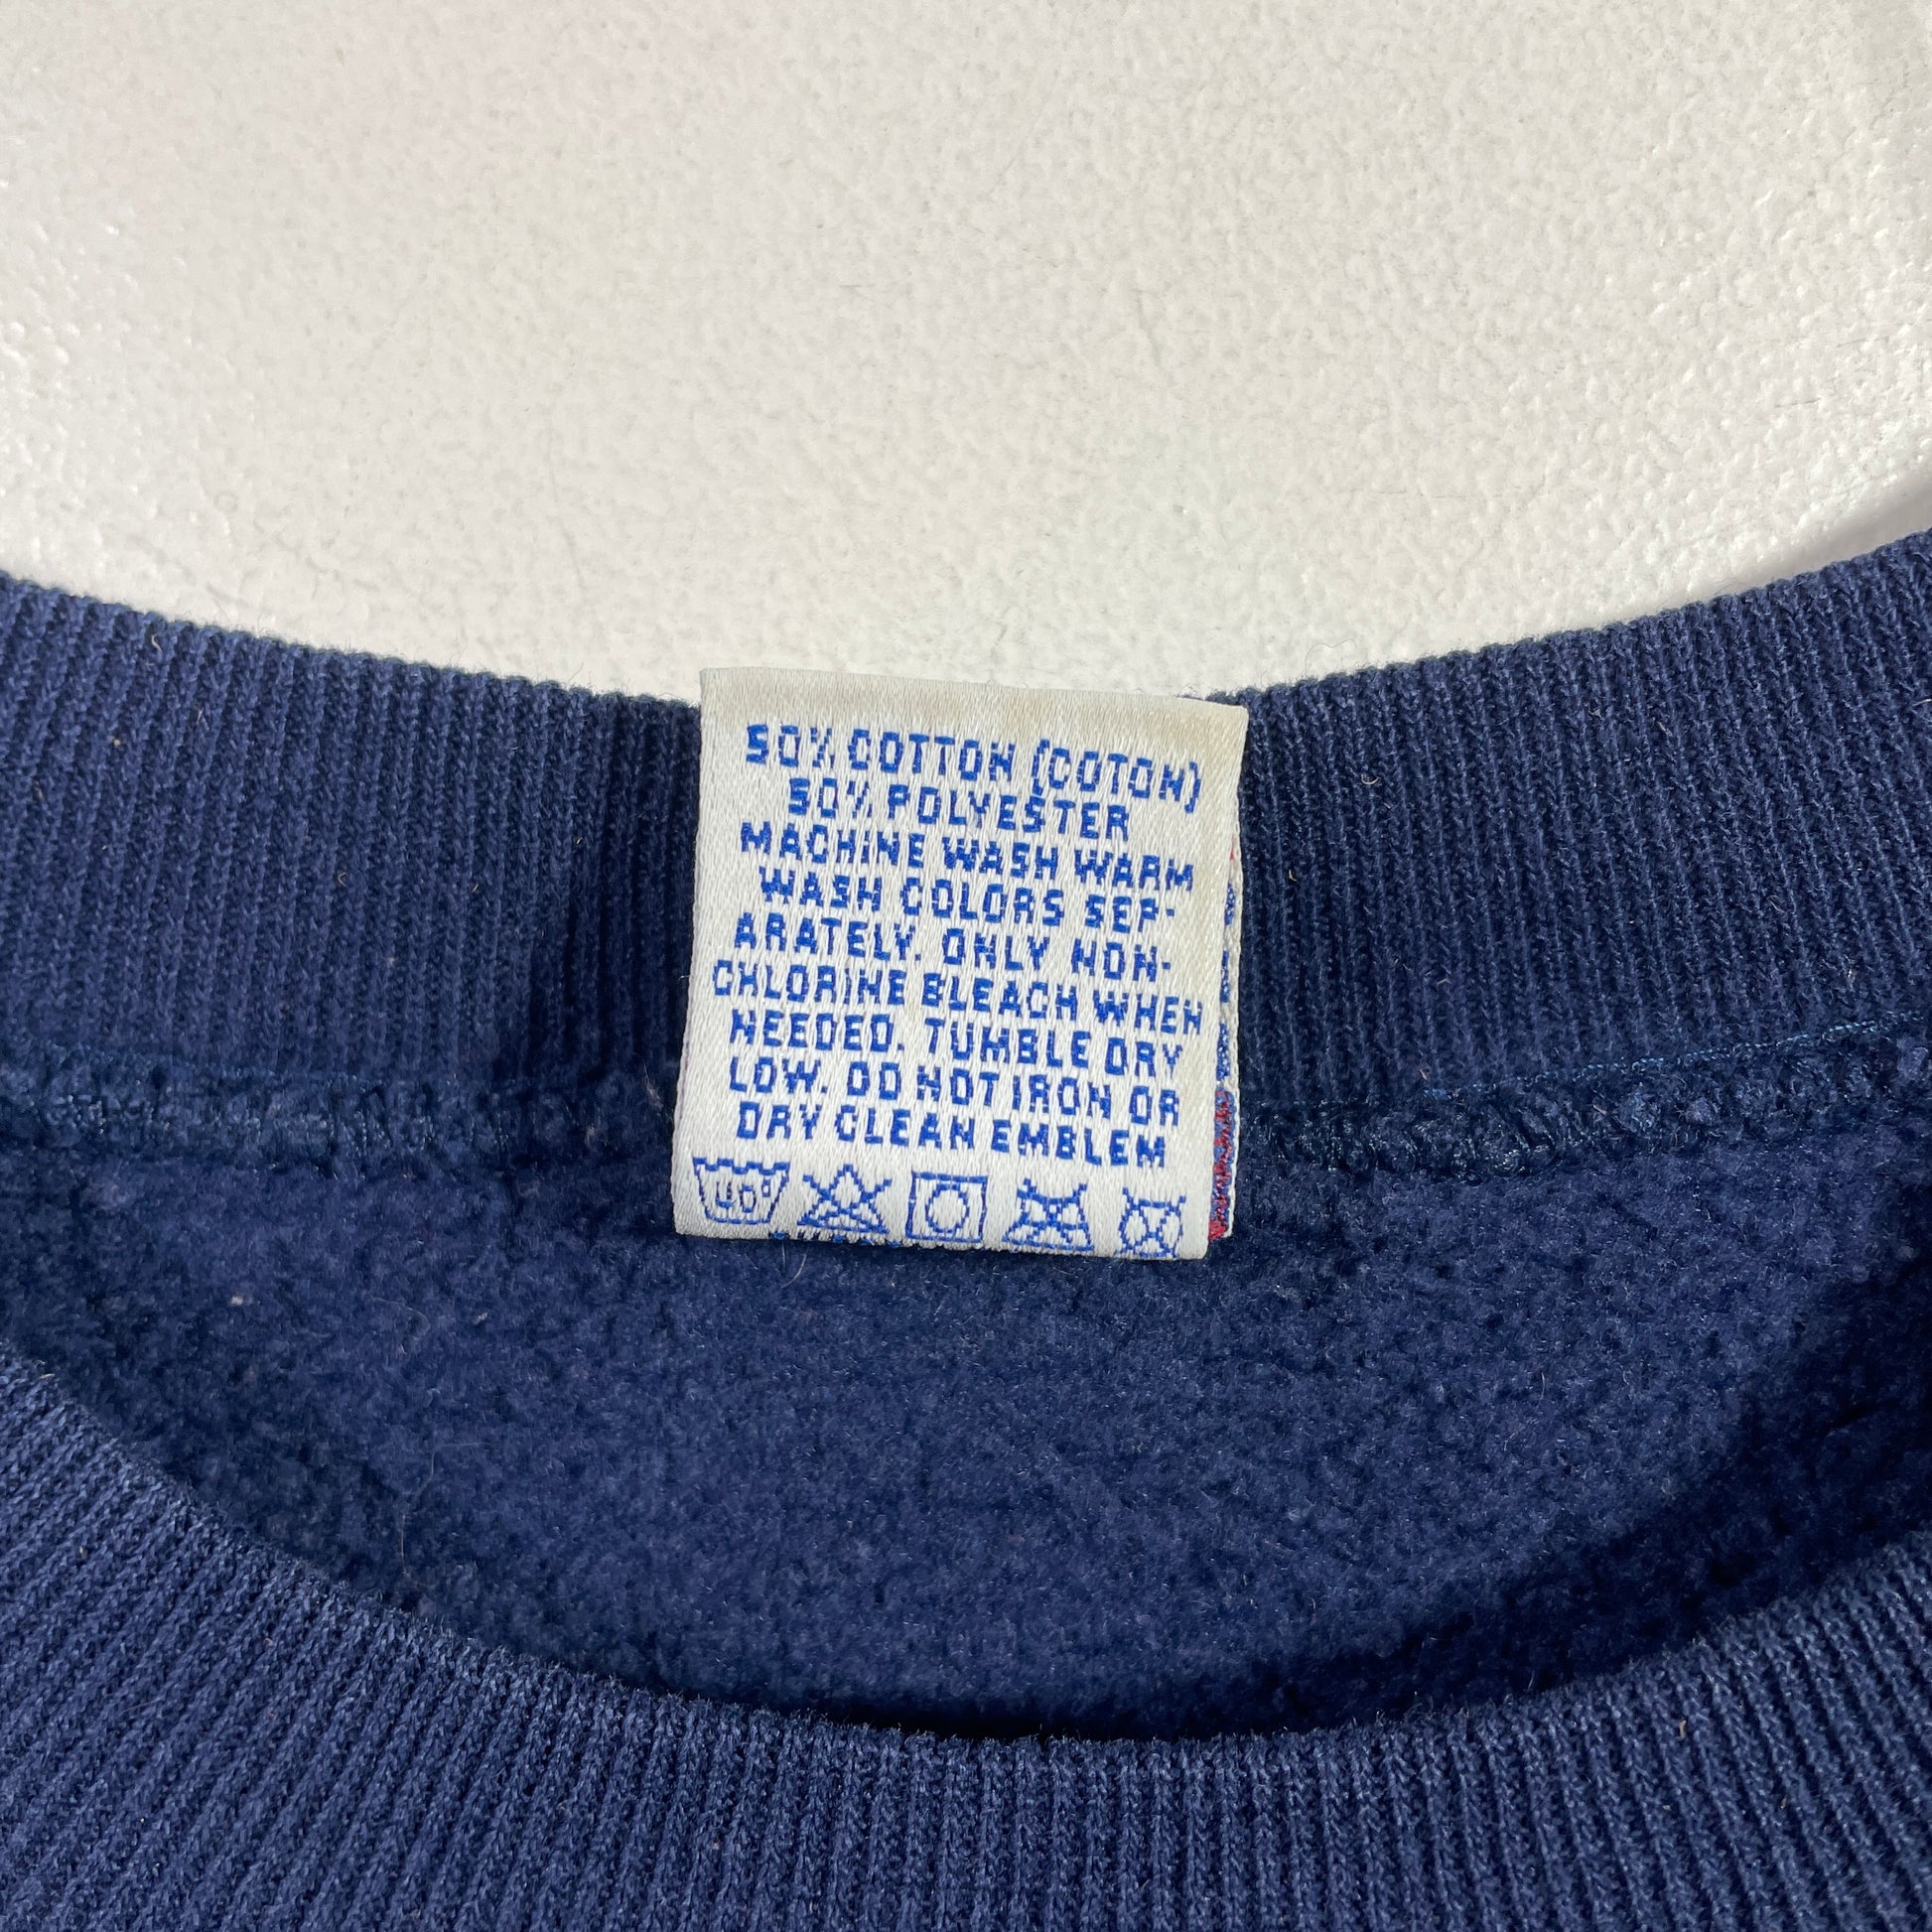 50% COTTON (COTON)
50% POLYESTER
MACHINE WASH WARM
WASH COLORS SEP-
ARATELY. ONLY NON-
CHLORINE BLEACH WHEN
NEEDED. TUMBLE DRY
LOW. DO NOT IRON OR
DRY CLEAN EMBLEM
40°